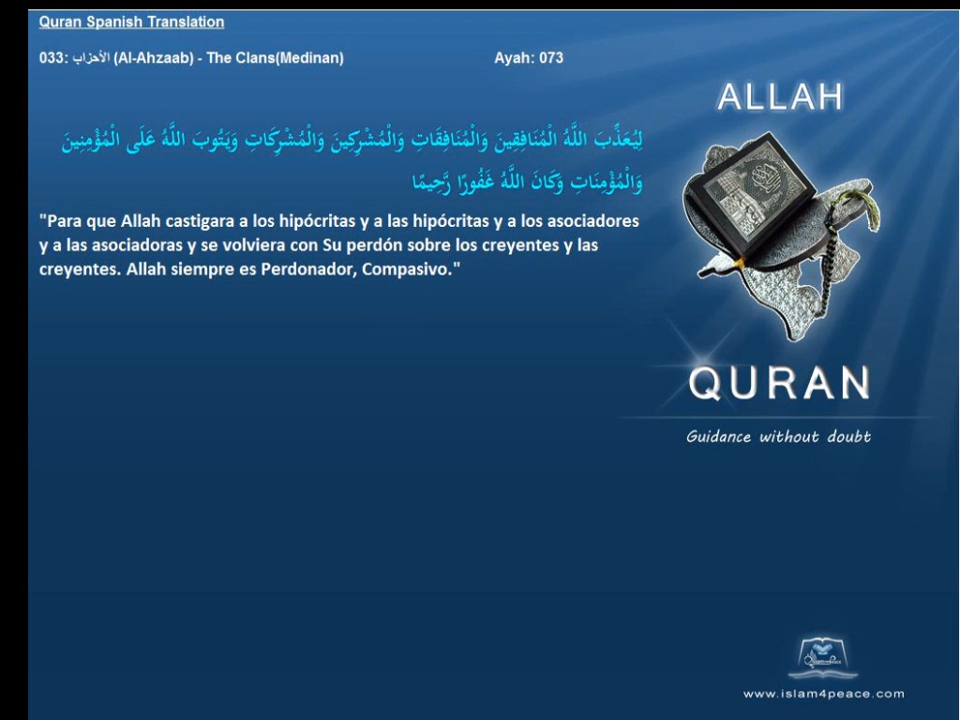 Quran Spanish Translation
033: الأحزاب (Al-Ahzaab) - The Clans(Medinan) Ayah: 073
لِيُعَذِّبَ اللَّهُ الْمُنَافِقِينَ وَالْمُنَافِقَاتِ وَالْمُشْرِكِينَ وَالْمُشْرِكَاتِ وَيَتُوبَ اللَّهُ عَلَى الْمُؤْمِنِينَ
وَالْمُؤْمِنَاتِ وَكَانَ اللَّهُ غَفُورًا رَّحِيمًا
"Para que Allah castigara a los hipócritas y a las hipócritas y a los asociadores
y a las asociadoras y se volviera con Su perdón sobre los creyentes y las
creyentes. Allah siempre es Perdonador, Compasivo."
ALLAH
QURAN
Guidance without doubt
www.islam4peace.com